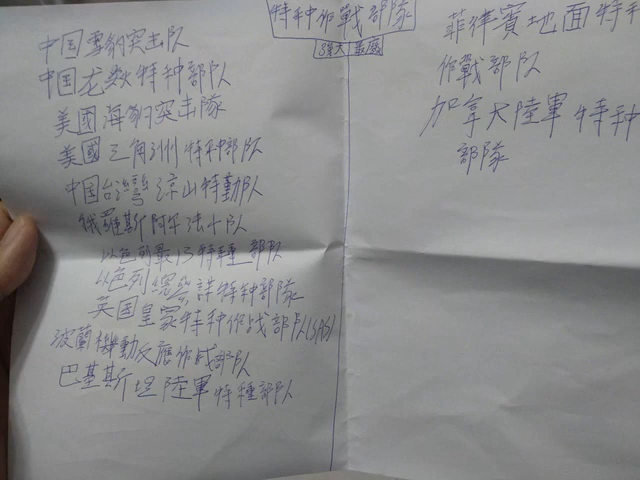 特种作戰部隊
強大 震威
中国雪豹突击队
中国龙焱特种部队
美國海豹突击隊
美國三角洲特种部队
中国台灣涼山特勤队
俄羅斯阿尔法小队
以色列13特種部队
以色列總參謀特种部隊
英国皇家特种作战部队(SAS)
波蘭機動反應作战部队
巴基斯坦陸軍特種部队
菲律賓地面特种
作戰部队
加拿大陸軍特种
部隊